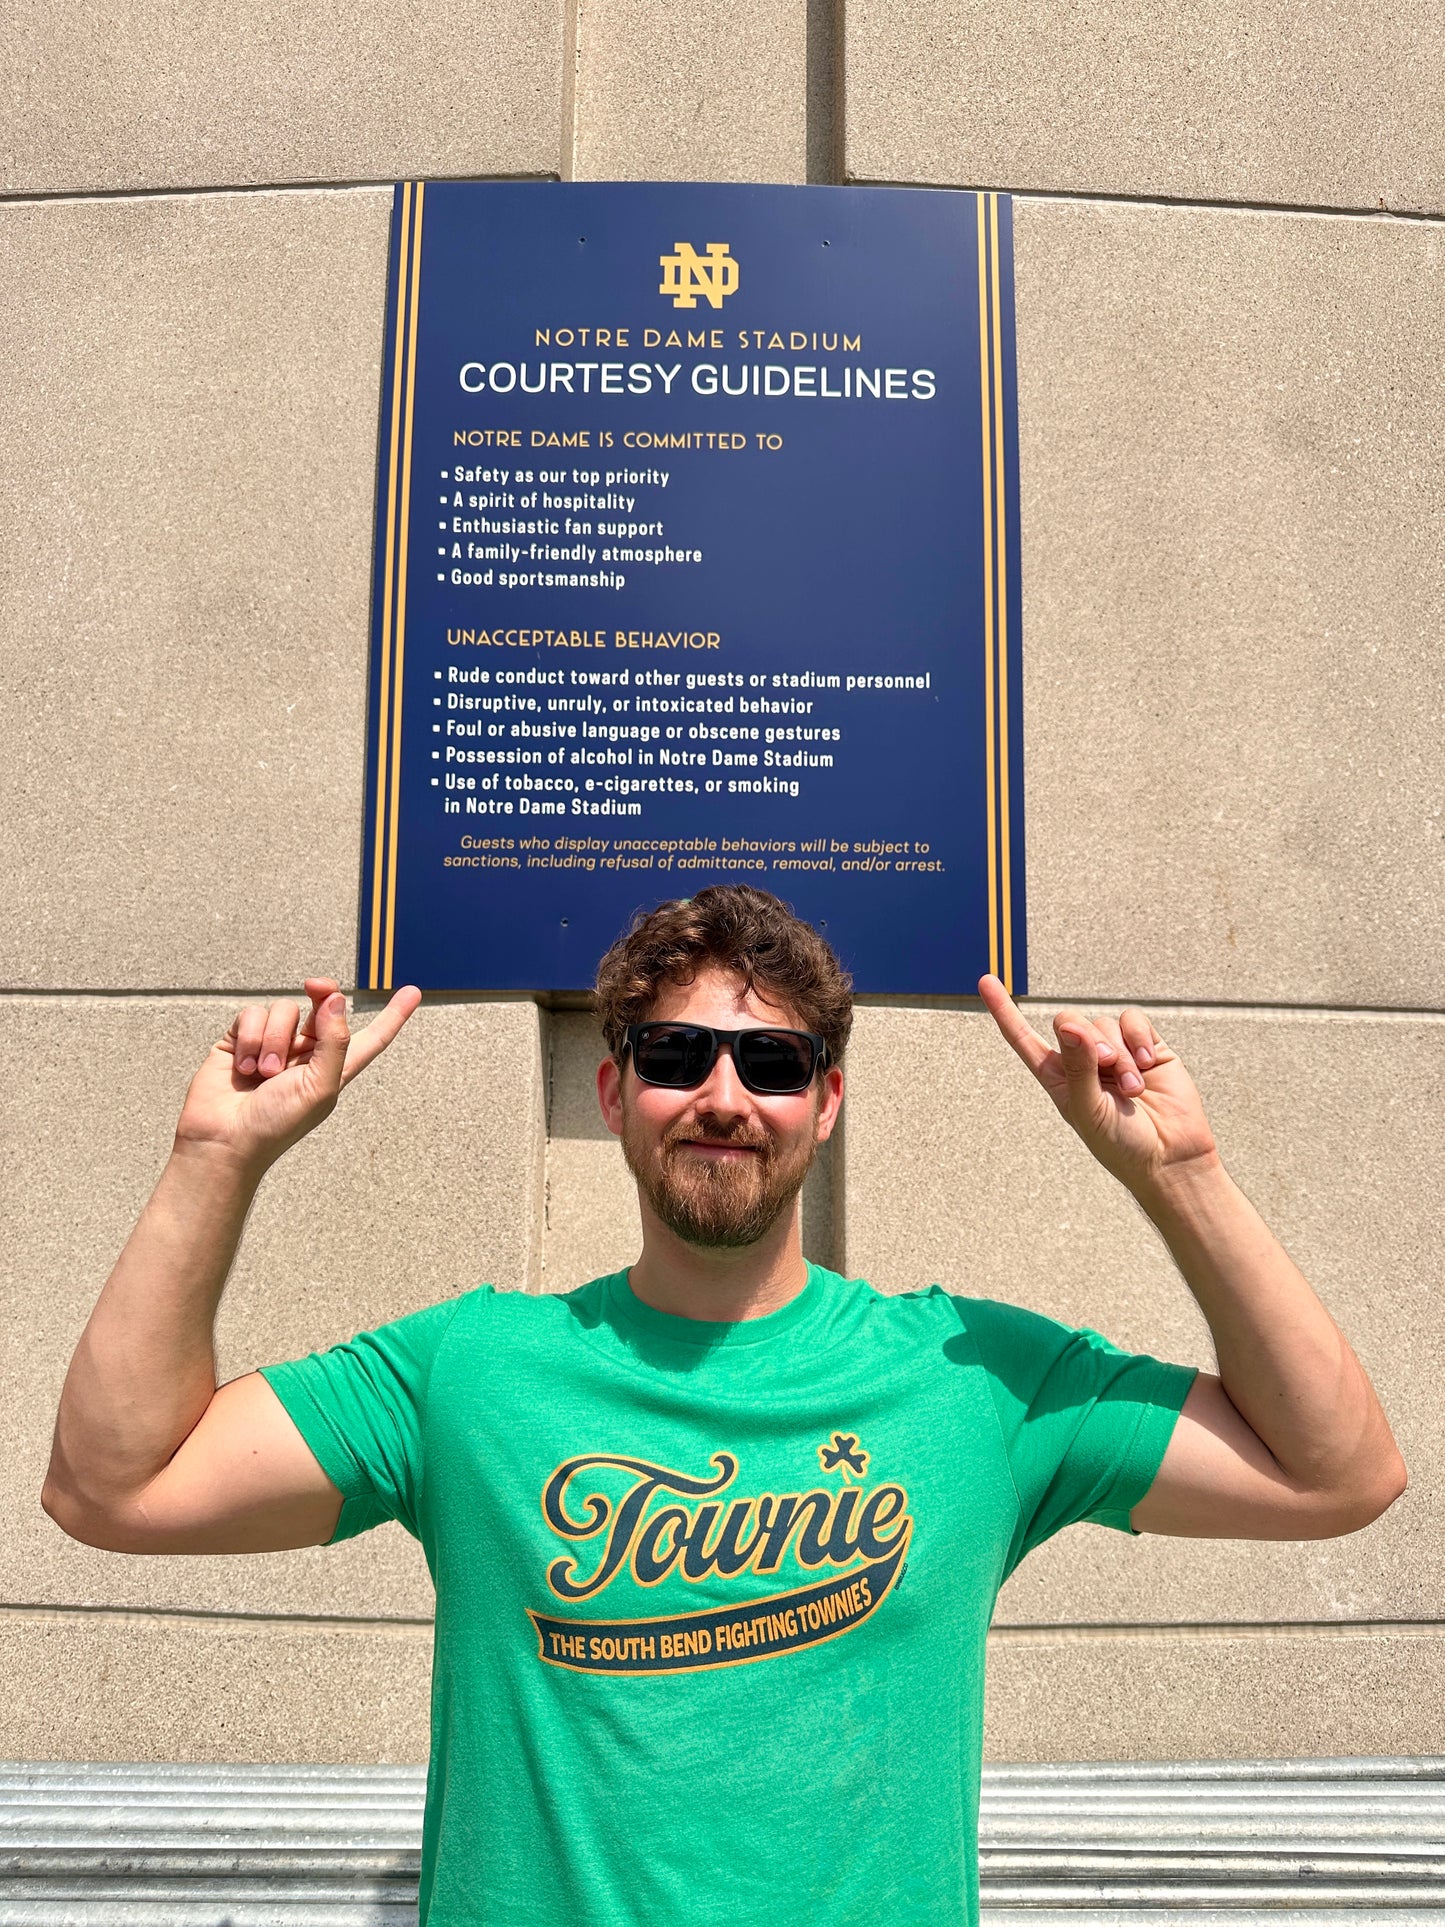 ND
NOTRE DAME STADIUM
COURTESY GUIDELINES
NOTRE DAME IS COMMITTED TO
▪ Safety as our top priority
▪ A spirit of hospitality
▪ Enthusiastic fan support
▪ A family-friendly atmosphere
▪ Good sportsmanship
UNACCEPTABLE BEHAVIOR
▪ Rude conduct toward other guests or stadium personnel
▪ Disruptive, unruly, or intoxicated behavior
▪ Foul or abusive language or obscene gestures
▪ Possession of alcohol in Notre Dame Stadium
▪ Use of tobacco, e-cigarettes, or smoking
in Notre Dame Stadium
Guests who display unacceptable behaviors will be subject to
sanctions, including refusal of admittance, removal, and/or arrest.
Townie
THE SOUTH BEND FIGHTING TOWNIES